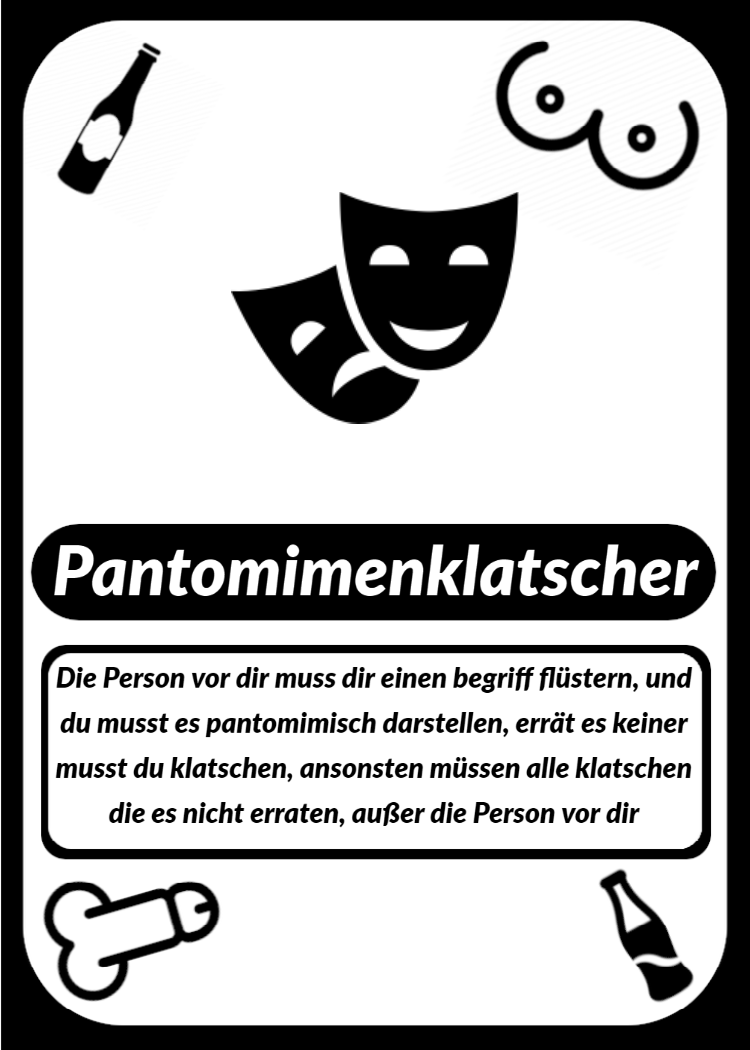 Pantomimenklatscher
Die Person vor dir muss dir einen begriff flüstern, und
du musst es pantomimisch darstellen, errät es keiner
musst du klatschen, ansonsten müssen alle klatschen
die es nicht erraten, außer die Person vor dir